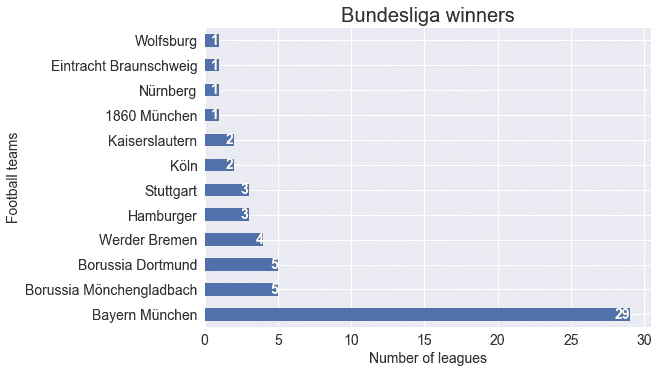 Bundesliga winners
Football teams
Wolfsburg 1
Eintracht Braunschweig 1
Nürnberg 1
1860 München 1
Kaiserslautern 2
Köln 2
Stuttgart 3
Hamburger 3
Werder Bremen 4
Borussia Dortmund 5
Borussia Mönchengladbach 5
Bayern München 29
0 5 10 15 20 25 30
Number of leagues